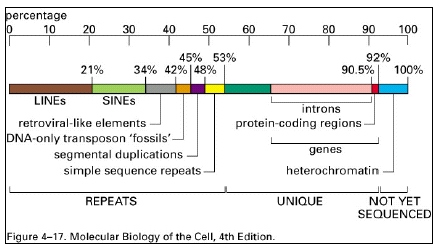 percentage
0 10 20 30 40 50 60 70 80 90 100
45% 53% 92%
21% 34% 42% 48% 90.5% 100%
LINEs SINEs introns
retroviral-like elements protein-coding regions
DNA-only transposon 'fossils'
segmental duplications genes
simple sequence repeats heterochromatin
REPEATS UNIQUE NOT YET
SEQUENCED
Figure 4–17. Molecular Biology of the Cell, 4th Edition.